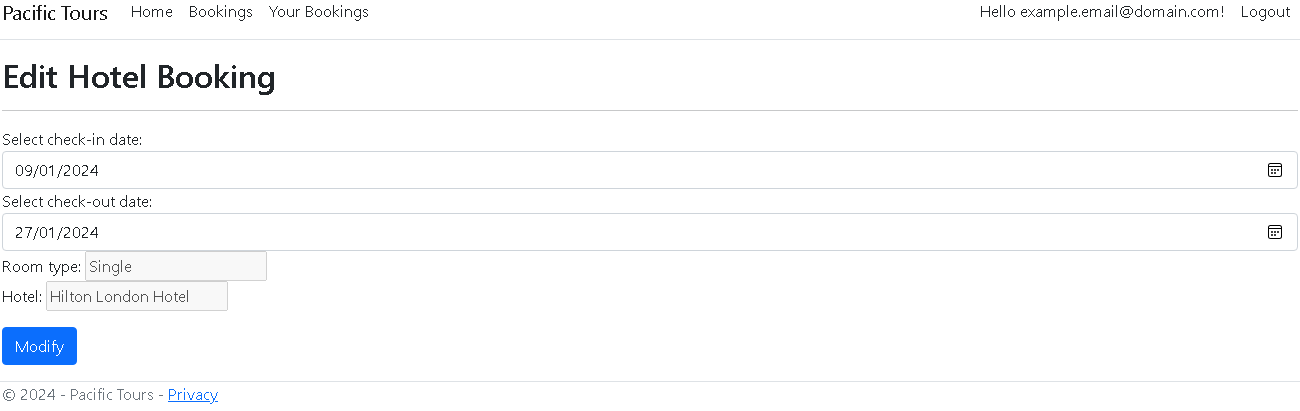 Pacific Tours Home Bookings Your Bookings Hello example.email@domain.com! Logout
Edit Hotel Booking
Select check-in date:
09/01/2024
Select check-out date:
27/01/2024
Room type: Single
Hotel: Hilton London Hotel
Modify
© 2024 - Pacific Tours - Privacy